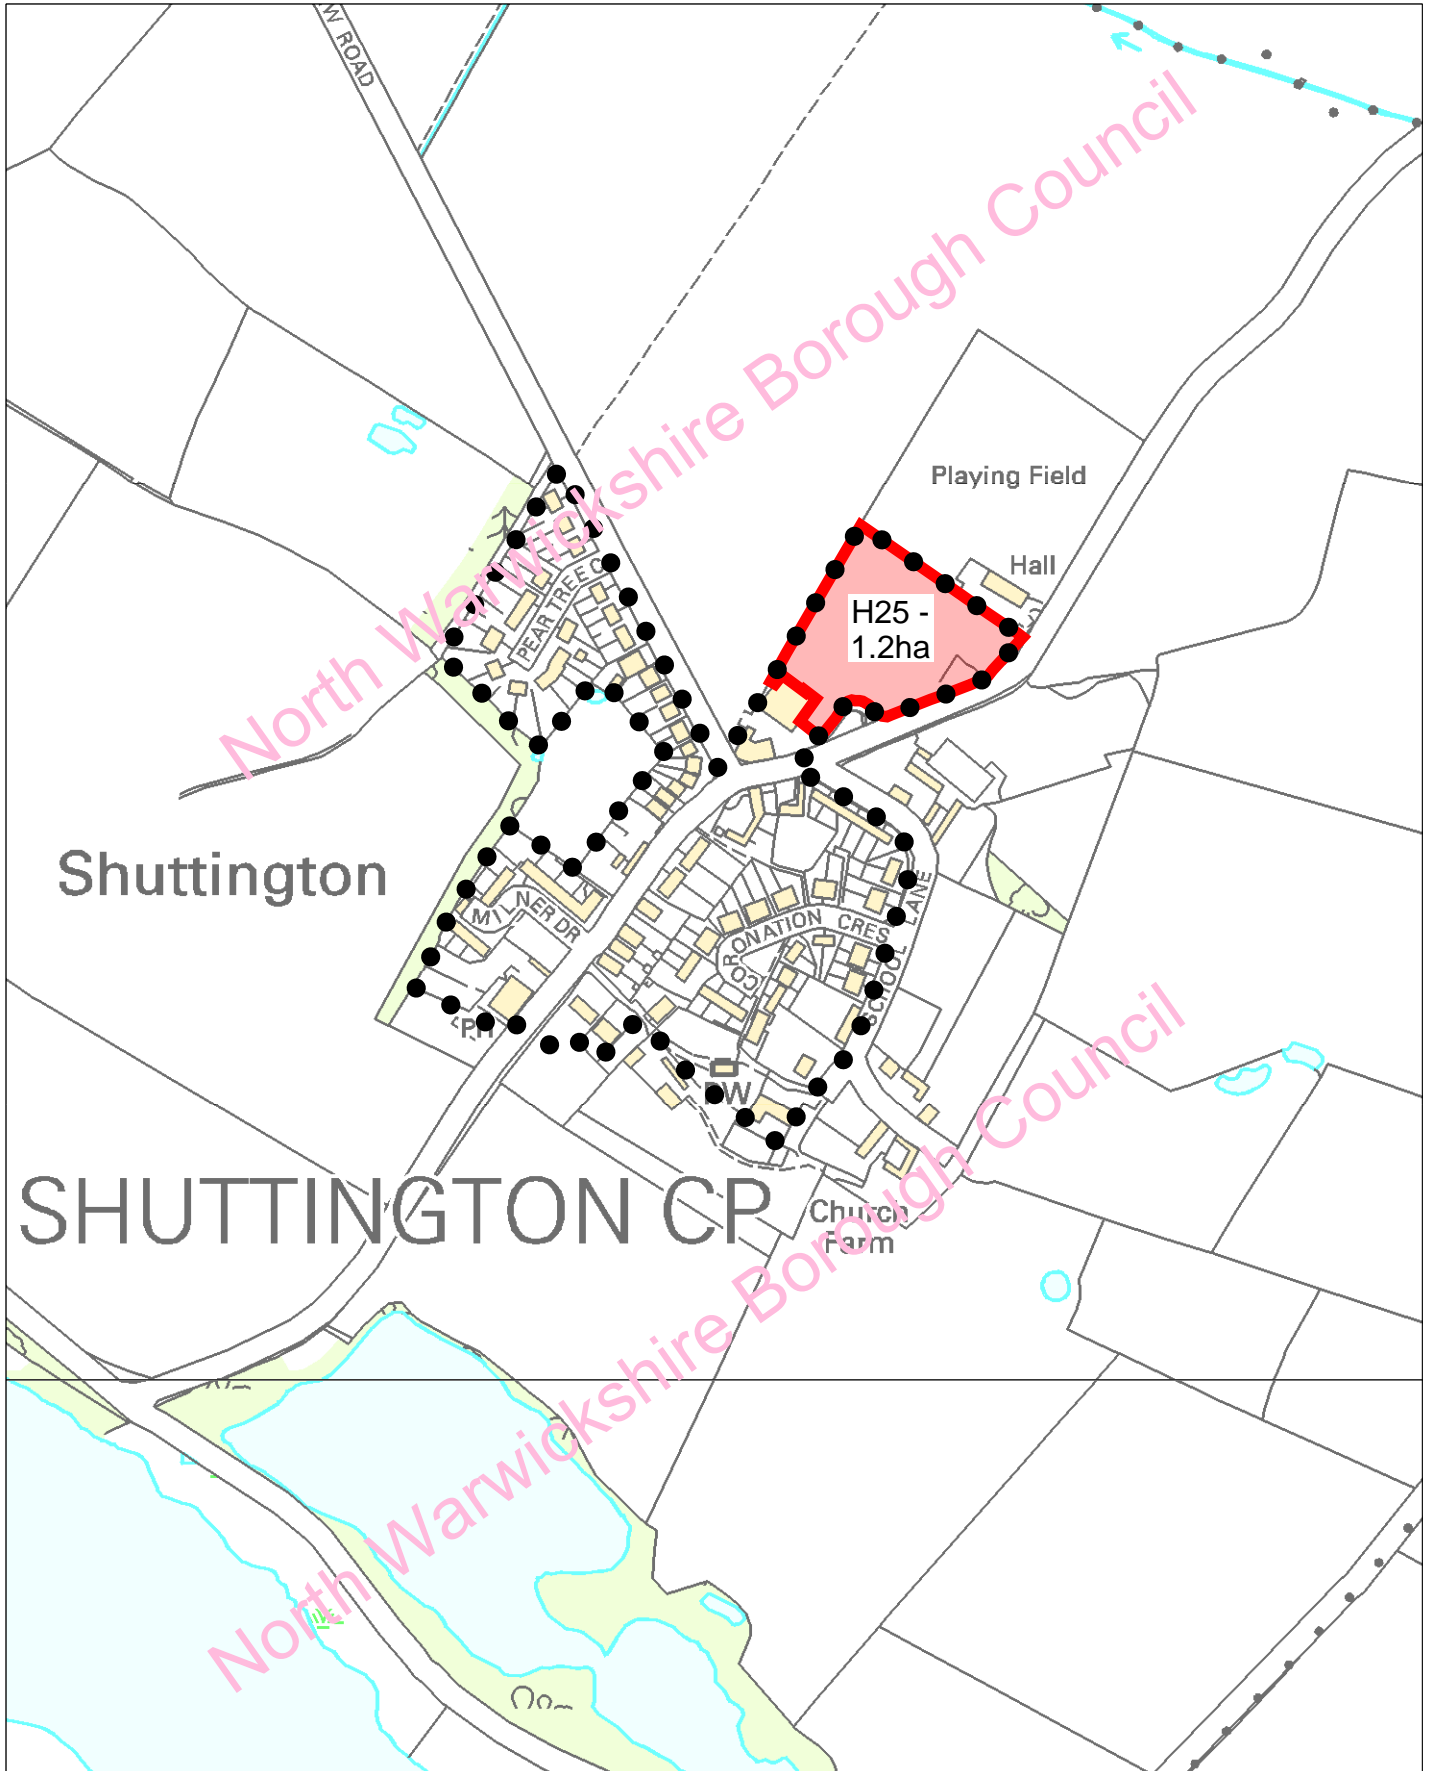 W ROAD
North Warwickshire Borough Council
Playing Field
Hall
PEAR TREE C
H25 -
1.2ha
Shuttington
MILNER DR
CORONATION CRES
SCHOOL LANE
PH
PW
SHUTTINGTON CP
Church
Farm
North Warwickshire Borough Council